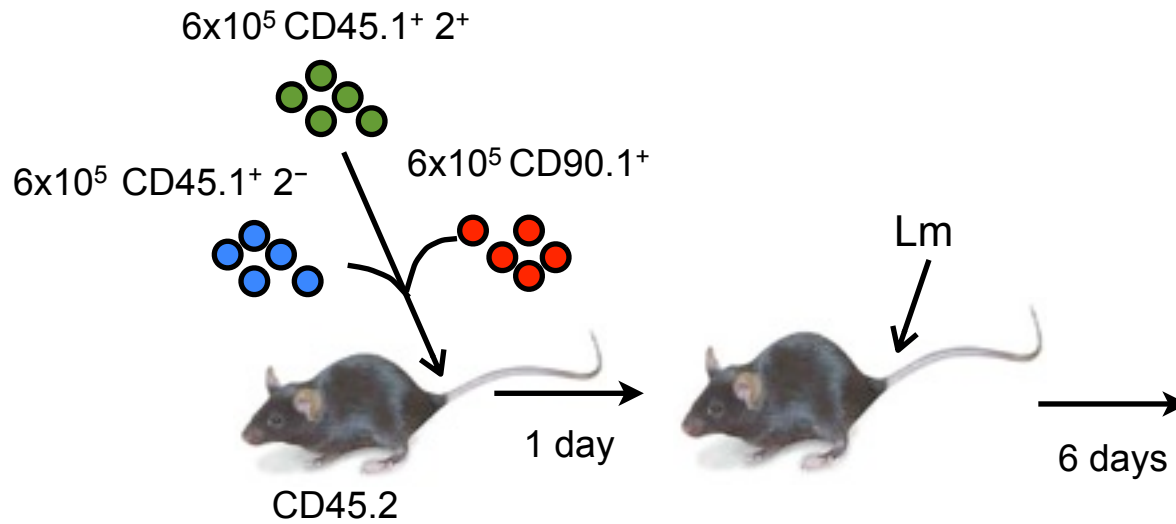 6x10⁵ CD45.1⁺ 2⁺
6x10⁵ CD45.1⁺ 2⁻
6x10⁵ CD90.1⁺
Lm
1 day
6 days
CD45.2